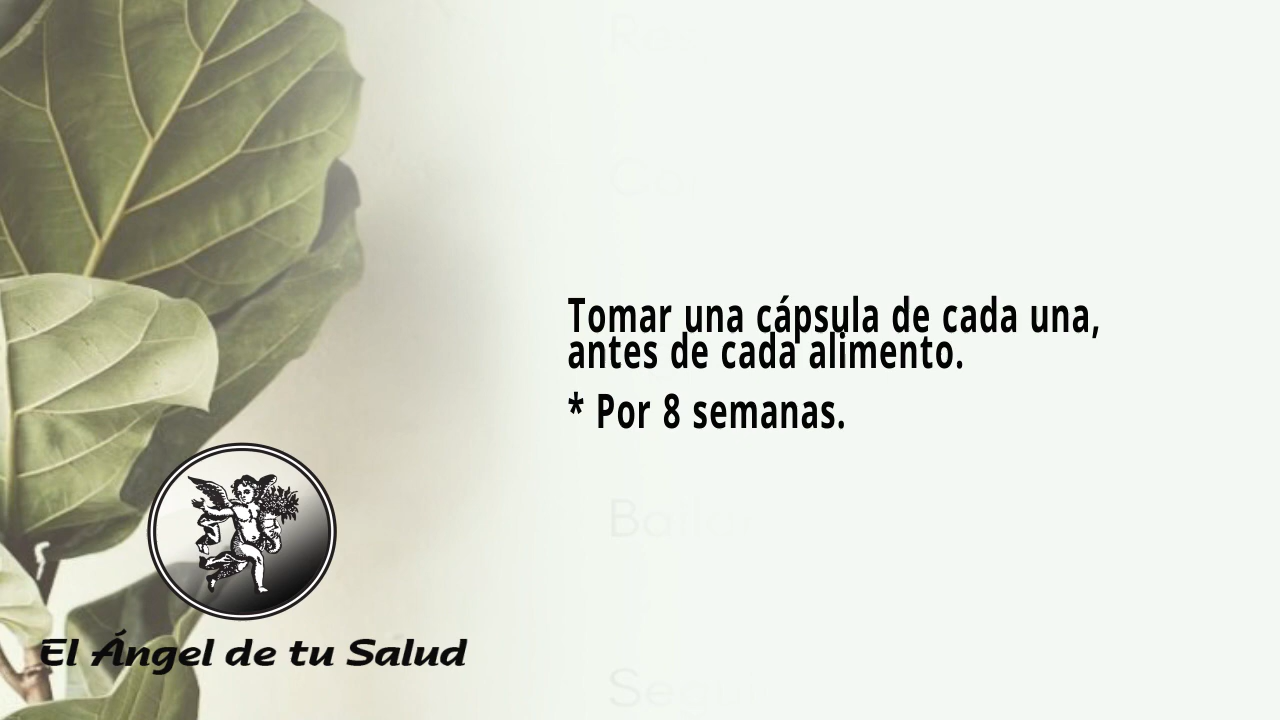 Tomar una cápsula de cada una,
antes de cada alimento.
* Por 8 semanas.
El Ángel de tu Salud